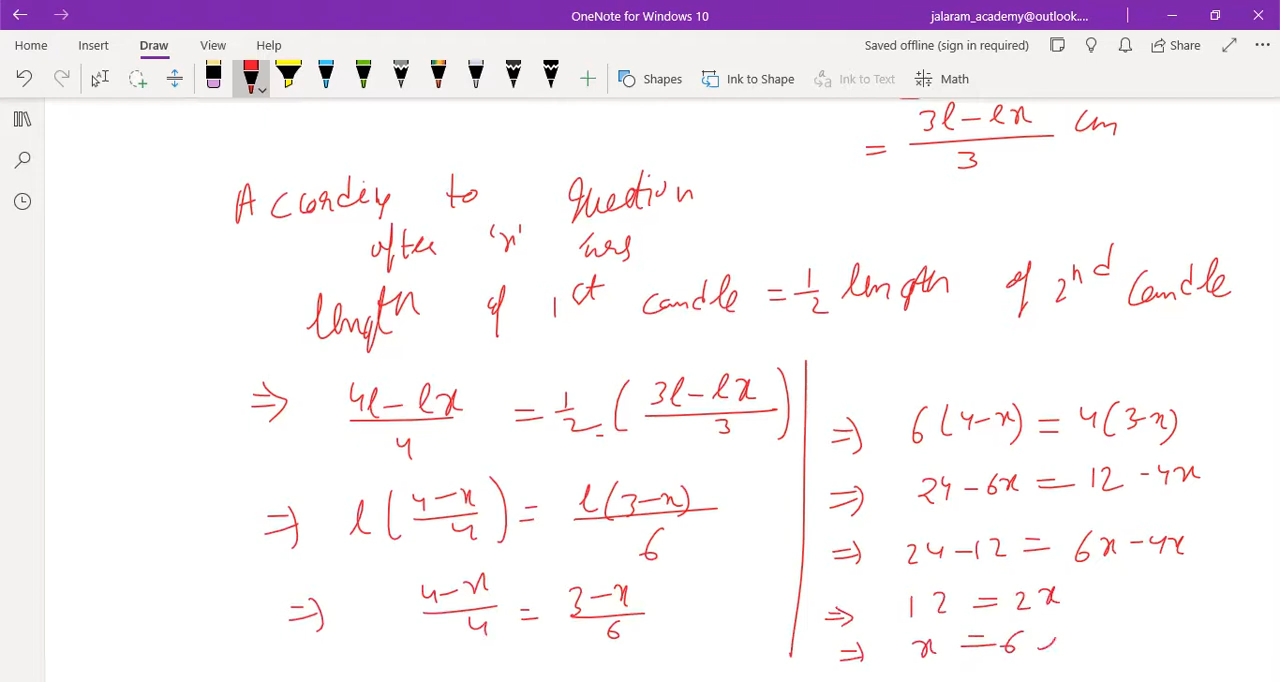 OneNote for Windows 10
jalaram_academy@outlook....
Home Insert Draw View Help
Saved offline (sign in required) Share
Shapes Ink to Shape Ink to Text Math
= 3l-lx/3 cm
According to Question
after 'x' hrs
length of 1st candle = 1/2 length of 2nd candle
⇒ 4l-lx/4 = 1/2 (3l-lx/3)
⇒ l(4-x/4) = l(3-x)/6
⇒ 4-x/4 = 3-x/6
⇒ 6(4-x) = 4(3-x)
⇒ 24-6x = 12-4x
⇒ 24-12 = 6x-4x
⇒ 12 = 2x
⇒ x = 6